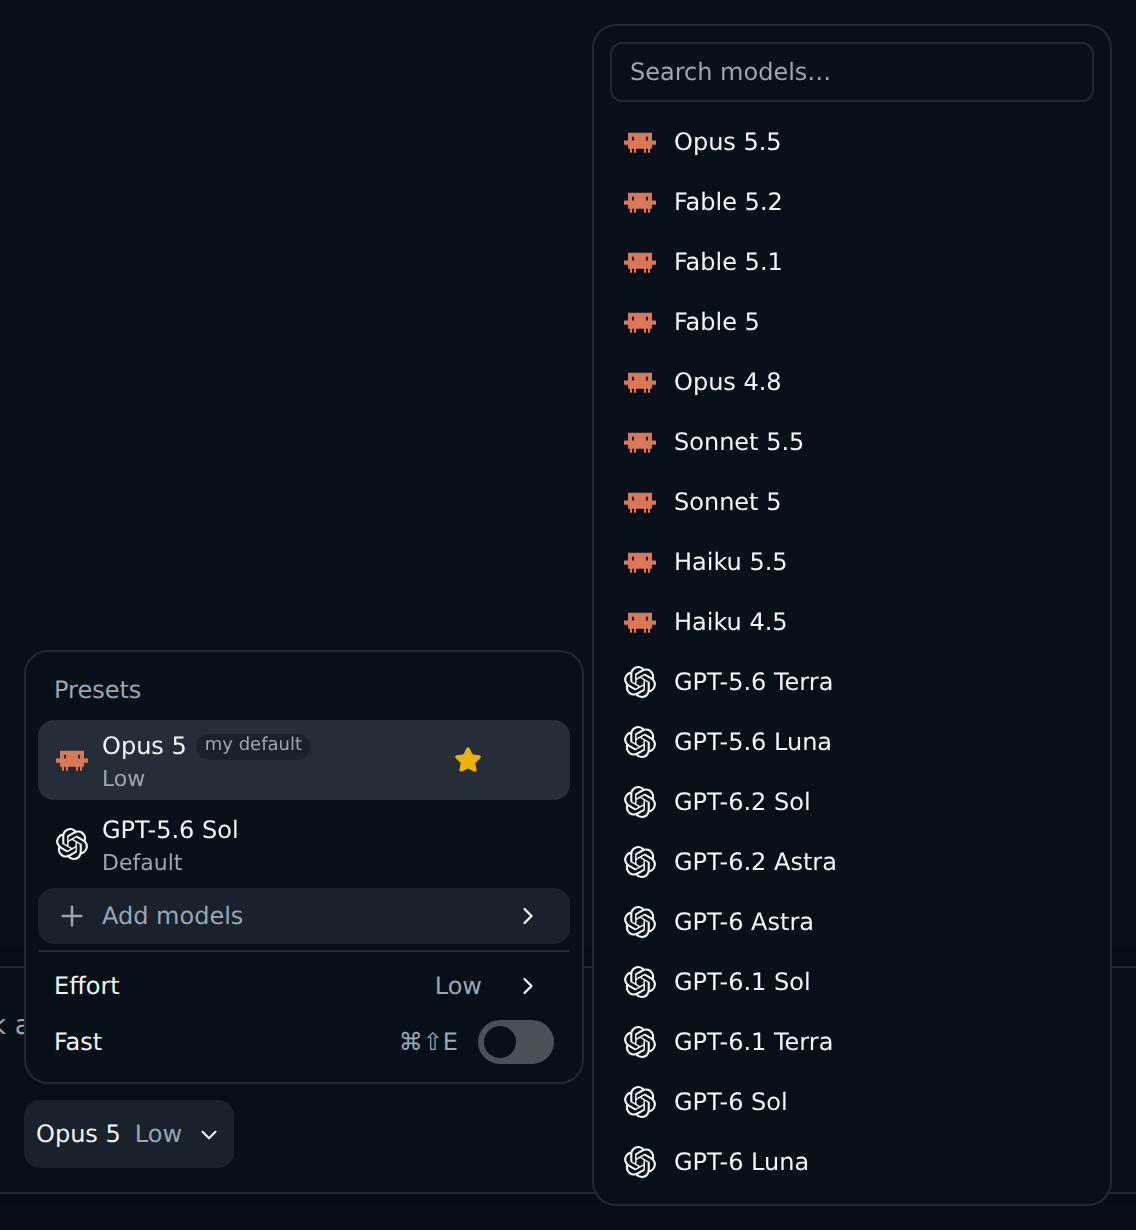 Search models...
Opus 5.5
Fable 5.2
Fable 5.1
Fable 5
Opus 4.8
Sonnet 5.5
Sonnet 5
Haiku 5.5
Haiku 4.5
GPT-5.6 Terra
GPT-5.6 Luna
GPT-6.2 Sol
GPT-6.2 Astra
GPT-6 Astra
GPT-6.1 Sol
GPT-6.1 Terra
GPT-6 Sol
GPT-6 Luna
Presets
Opus 5 my default
Low
GPT-5.6 Sol
Default
Add models
Effort Low
Fast ⌘⇧E
Opus 5 Low